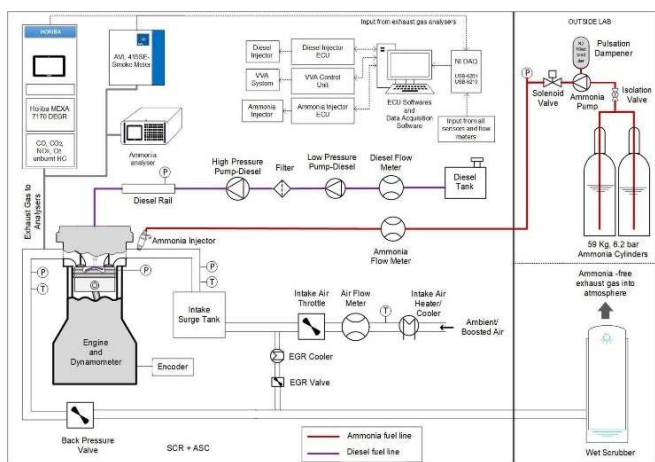 HORIBA
Horiba MEXA
7170 DEGR
CO, CO₂,
NOx, O₂
unburnt HC
AVL 415SE-
Smoke Meter
Ammonia
analyser
Exhaust Gas to
Analysers
Input from exhaust gas analysers
Diesel
Injector
Diesel Injector
ECU
VVA
System
VVA Control
Unit
Ammonia
Injector
Ammonia Injector
ECU
ECU Softwares
and
Data Acquisition
Software
NI DAQ
Input from all
sensors and flow
meters
OUTSIDE LAB
Pulsation
Dampener
P
Solenoid
Valve
Ammonia
Pump
Isolation
Valve
59 Kg, 6.2 bar
Ammonia Cylinders
P
Diesel Rail
High Pressure
Pump-Diesel
Filter
Low Pressure
Pump-Diesel
Diesel Flow
Meter
Diesel
Tank
Ammonia Injector
Ammonia
Flow Meter
P
T
P
P
T
Intake
Surge Tank
Intake Air
Throttle
Air Flow
Meter
T
Intake Air
Heater/
Cooler
Ambient/
Boosted Air
Engine
and
Dynamometer
Encoder
EGR Cooler
EGR Valve
Back Pressure
Valve
SCR + ASC
Ammonia fuel line
Diesel fuel line
Ammonia -free
exhaust gas into
atmosphere
Wet Scrubber